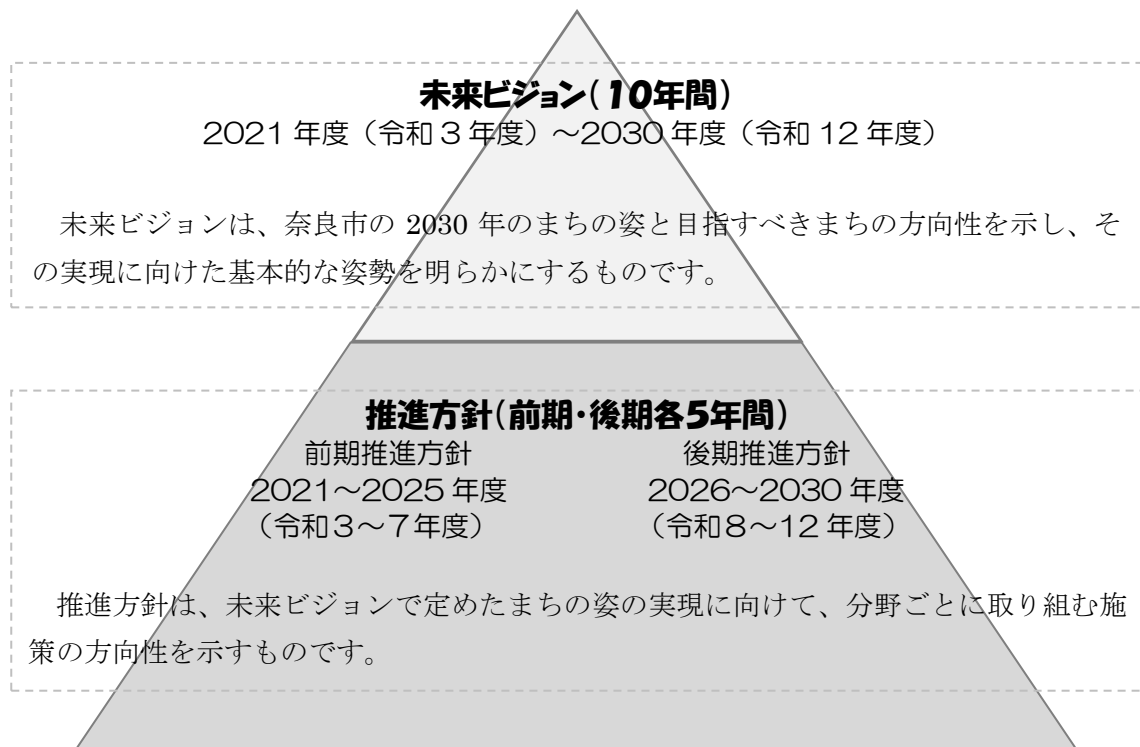 未来ビジョン(10年間)
2021 年度（令和 3 年度）～2030 年度（令和 12 年度）
未来ビジョンは、奈良市の 2030 年のまちの姿と目指すべきまちの方向性を示し、そ
の実現に向けた基本的な姿勢を明らかにするものです。
推進方針(前期・後期各5年間)
前期推進方針
2021～2025 年度
（令和３～７年度）
後期推進方針
2026～2030 年度
（令和８～12 年度）
推進方針は、未来ビジョンで定めたまちの姿の実現に向けて、分野ごとに取り組む施
策の方向性を示すものです。